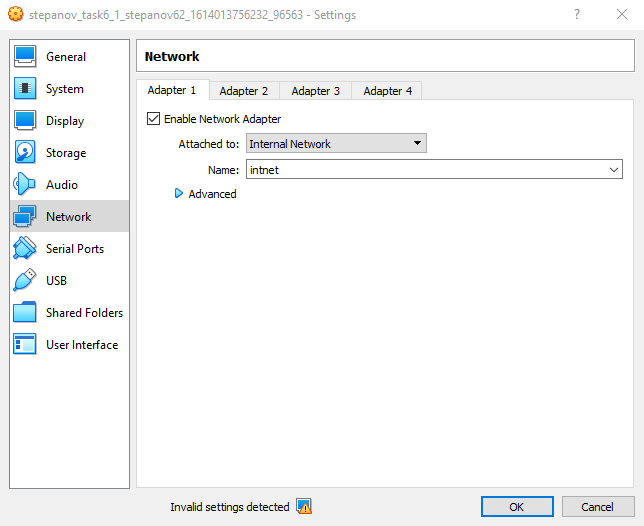 stepanov_task6_1_stepanov62_1614013756232_96563 - Settings
General
System
Display
Storage
Audio
Network
Serial Ports
USB
Shared Folders
User Interface
Network
Adapter 1 Adapter 2 Adapter 3 Adapter 4
Enable Network Adapter
Attached to: Internal Network
Name: intnet
Advanced
Invalid settings detected OK Cancel